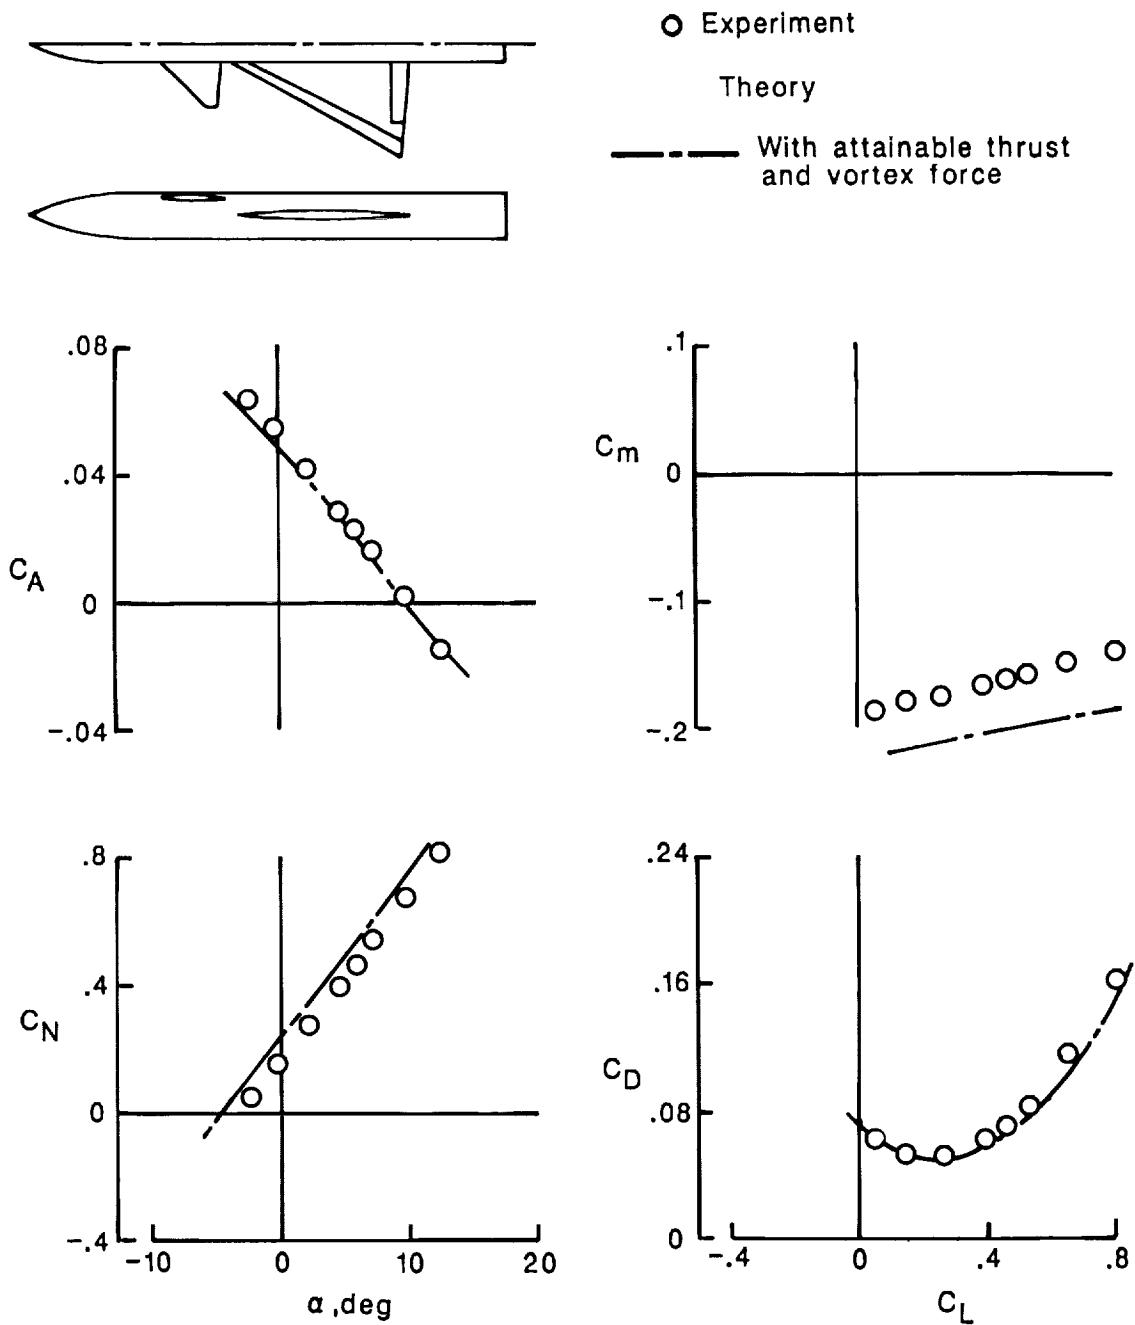 Experiment
Theory
With attainable thrust
and vortex force
.08
.04
C_A
0
-.04
.1
C_m
0
-.1
-.2
.8
.4
C_N
0
-.4
-10
0
10
20
α,deg
.24
.16
C_D
.08
0
-.4
0
.4
.8
C_L